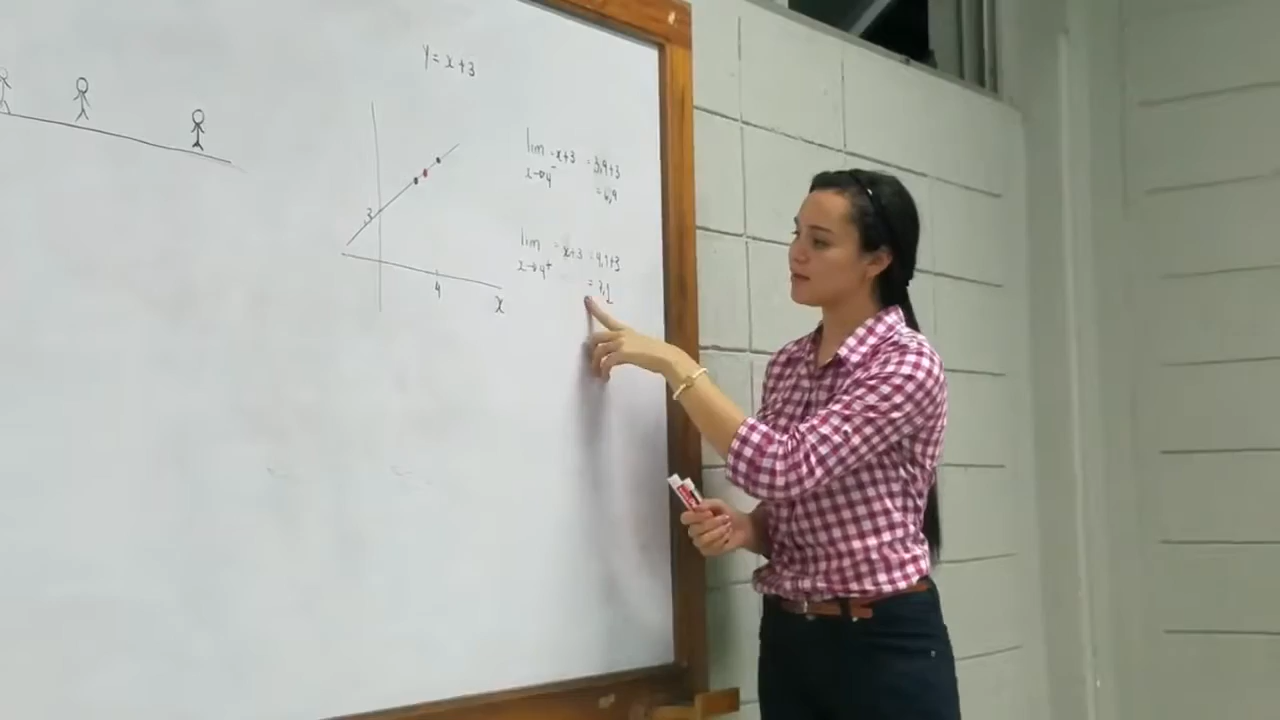 y = x+3
3
4
x
lim = x+3 = 3,9+3
x→4⁻ = 6,9
lim = x+3 = 4,1+3
x→4⁺ = 7,1